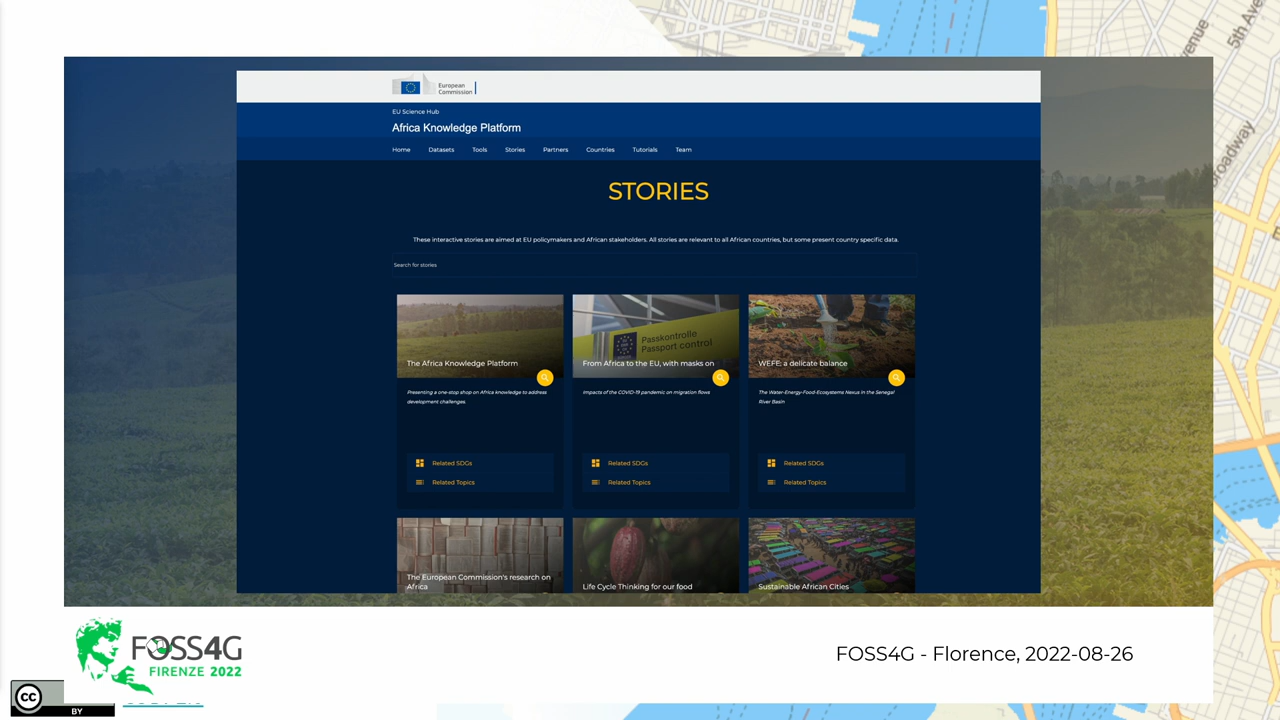 European
Commission
EU Science Hub
Africa Knowledge Platform
Home Datasets Tools Stories Partners Countries Tutorials Team
STORIES
These interactive stories are aimed at EU policymakers and African stakeholders. All stories are relevant to all African countries, but some present country specific data.
Search for stories
The Africa Knowledge Platform
Presenting a one-stop shop on Africa knowledge to address
development challenges.
Related SDGs
Related Topics
Passkontrolle
Passport control
From Africa to the EU, with masks on
Impacts of the COVID-19 pandemic on migration flows
Related SDGs
Related Topics
WEFE: a delicate balance
The Water-Energy-Food-Ecosystems Nexus in the Senegal
River Basin
Related SDGs
Related Topics
The European Commission's research on
Africa
Life Cycle Thinking for our food
Sustainable African Cities
5th Ave
FOSS4G
FIRENZE 2022
FOSS4G - Florence, 2022-08-26
cc
BY